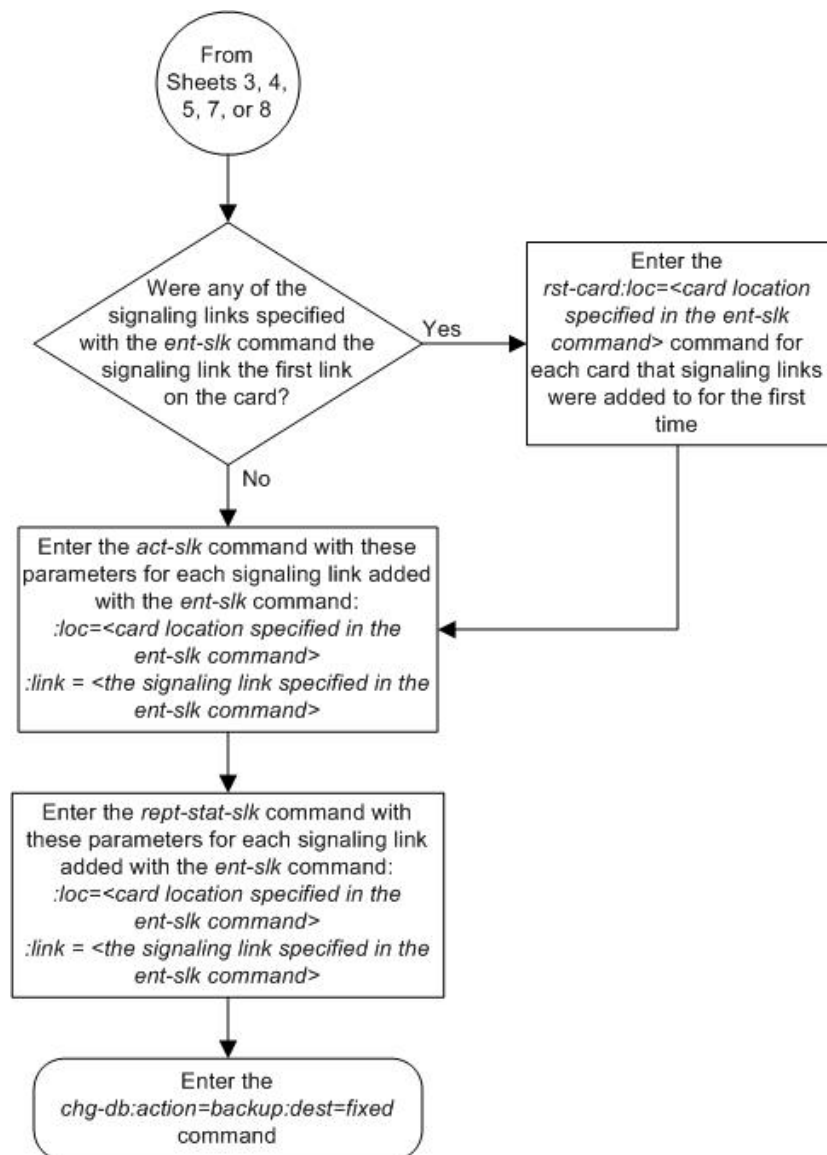 From
Sheets 3, 4,
5, 7, or 8
Were any of the
signaling links specified
with the ent-slk command the
signaling link the first link
on the card?
Yes
Enter the
rst-card:loc=<card location
specified in the ent-slk
command> command for
each card that signaling links
were added to for the first
time
No
Enter the act-slk command with these
parameters for each signaling link added
with the ent-slk command:
:loc=<card location specified in the
ent-slk command>
:link = <the signaling link specified in the
ent-slk command>
Enter the rept-stat-slk command with
these parameters for each signaling link
added with the ent-slk command:
:loc=<card location specified in the
ent-slk command>
:link = <the signaling link specified in the
ent-slk command>
Enter the
chg-db:action=backup:dest=fixed
command